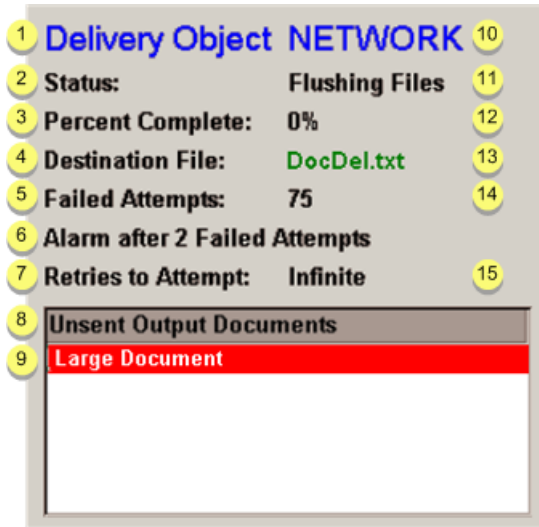 1 Delivery Object NETWORK 10
2 Status: Flushing Files 11
3 Percent Complete: 0% 12
4 Destination File: DocDel.txt 13
5 Failed Attempts: 75 14
6 Alarm after 2 Failed Attempts
7 Retries to Attempt: Infinite 15
8 Unsent Output Documents
9 Large Document